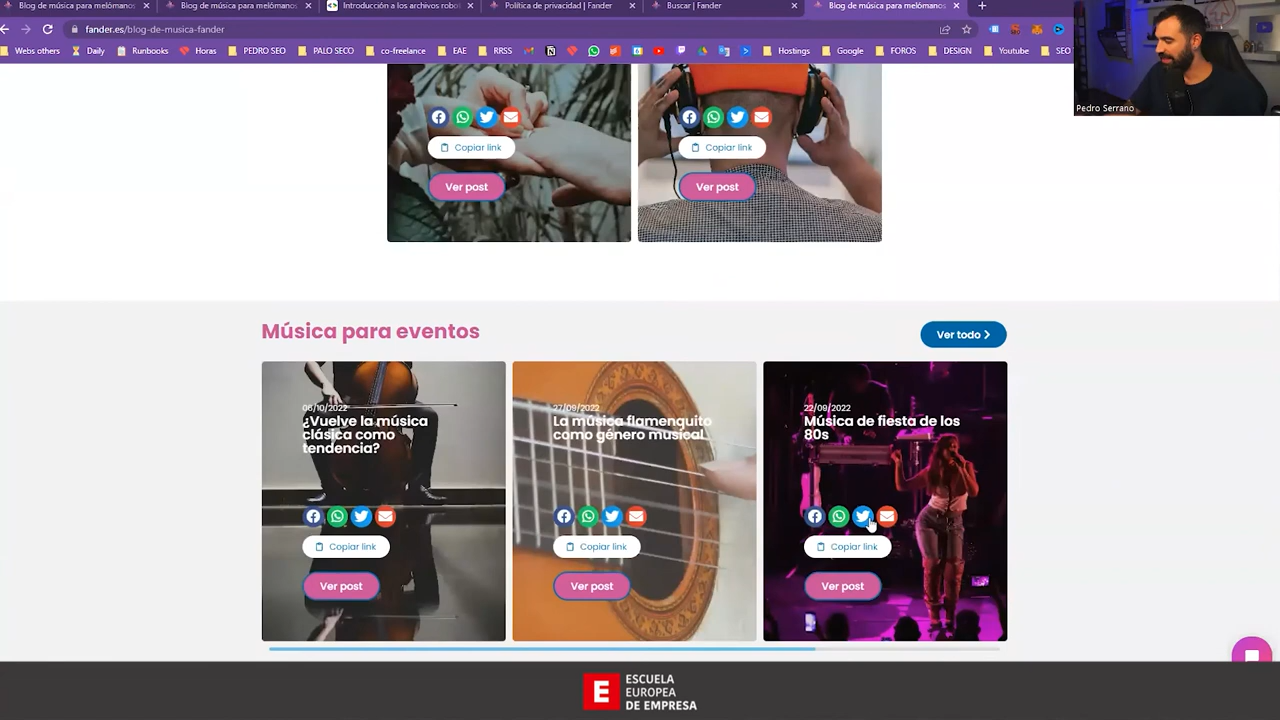 Blog de música para melómanos
Blog de música para melómanos
Introducción a los archivos robot
Política de privacidad | Fander
Buscar | Fander
Blog de música para melómanos
fander.es/blog-de-musica-fander
Webs others
Daily
Runbooks
Horas
PEDRO SEO
PALO SECO
co-freelance
EAE
RRSS
Hostings
Google
FOROS
DESIGN
Youtube
SEO
Pedro Serrano
Copiar link
Ver post
Copiar link
Ver post
Música para eventos
Ver todo
06/10/2022
¿Vuelve la música
clásica como
tendencia?
Copiar link
Ver post
27/09/2022
La música flamenquito
como género musical
Copiar link
Ver post
22/09/2022
Música de fiesta de los
80s
Copiar link
Ver post
E
ESCUELA
EUROPEA
DE EMPRESA